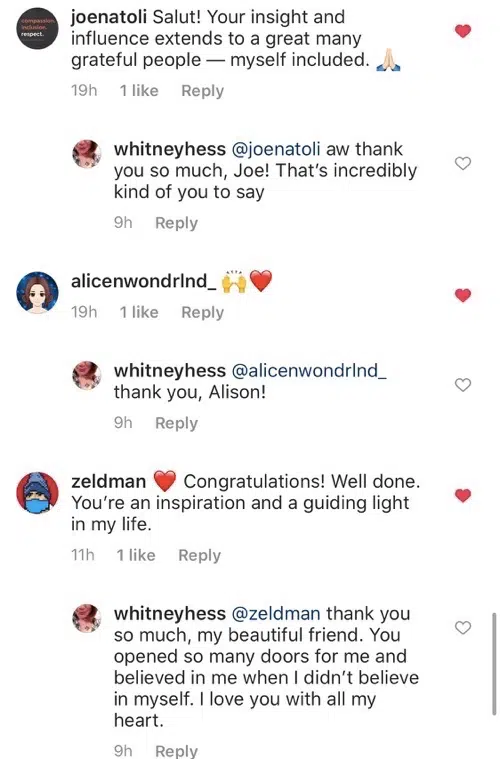 compassion.
inclusion.
respect.
joenatoli Salut! Your insight and
influence extends to a great many
grateful people — myself included. 🙏🏻
19h 1 like Reply
whitneyhess @joenatoli aw thank
you so much, Joe! That’s incredibly
kind of you to say
9h Reply
alicenwondrlnd_ 🙌❤️
19h 1 like Reply
whitneyhess @alicenwondrlnd_
thank you, Alison!
9h Reply
zeldman ❤️ Congratulations! Well done.
You’re an inspiration and a guiding light
in my life.
11h 1 like Reply
whitneyhess @zeldman thank you
so much, my beautiful friend. You
opened so many doors for me and
believed in me when I didn’t believe
in myself. I love you with all my
heart.
9h Reply